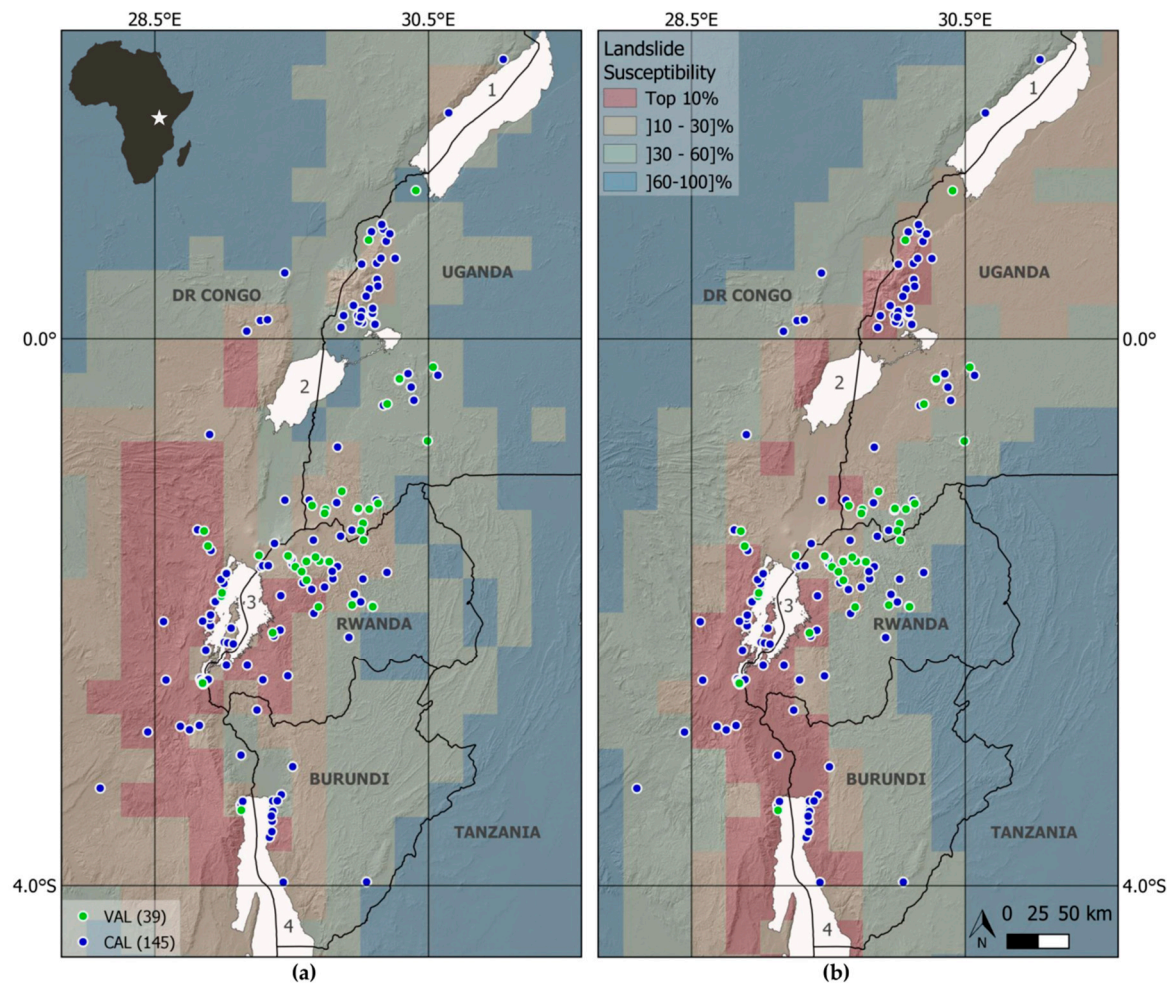 28.5°E
30.5°E
28.5°E
30.5°E
1
UGANDA
DR CONGO
2
3
RWANDA
BURUNDI
TANZANIA
4
VAL (39)
CAL (145)
Landslide
Susceptibility
Top 10%
]10 - 30]%
]30 - 60]%
]60-100]%
1
UGANDA
DR CONGO
2
3
RWANDA
BURUNDI
TANZANIA
4
0 25 50 km
N
0.0°
0.0°
4.0°S
4.0°S
(a)
(b)